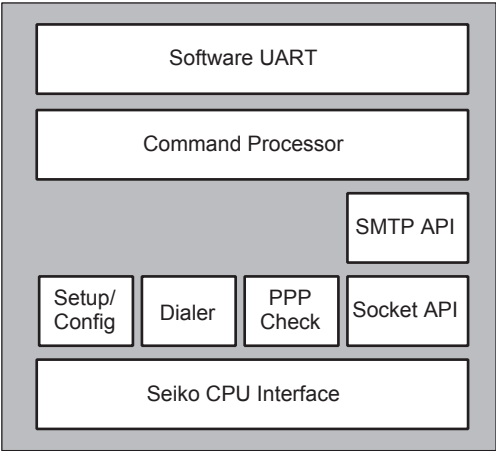 Software UART
Command Processor
SMTP API
Setup/
Config
Dialer
PPP
Check
Socket API
Seiko CPU Interface